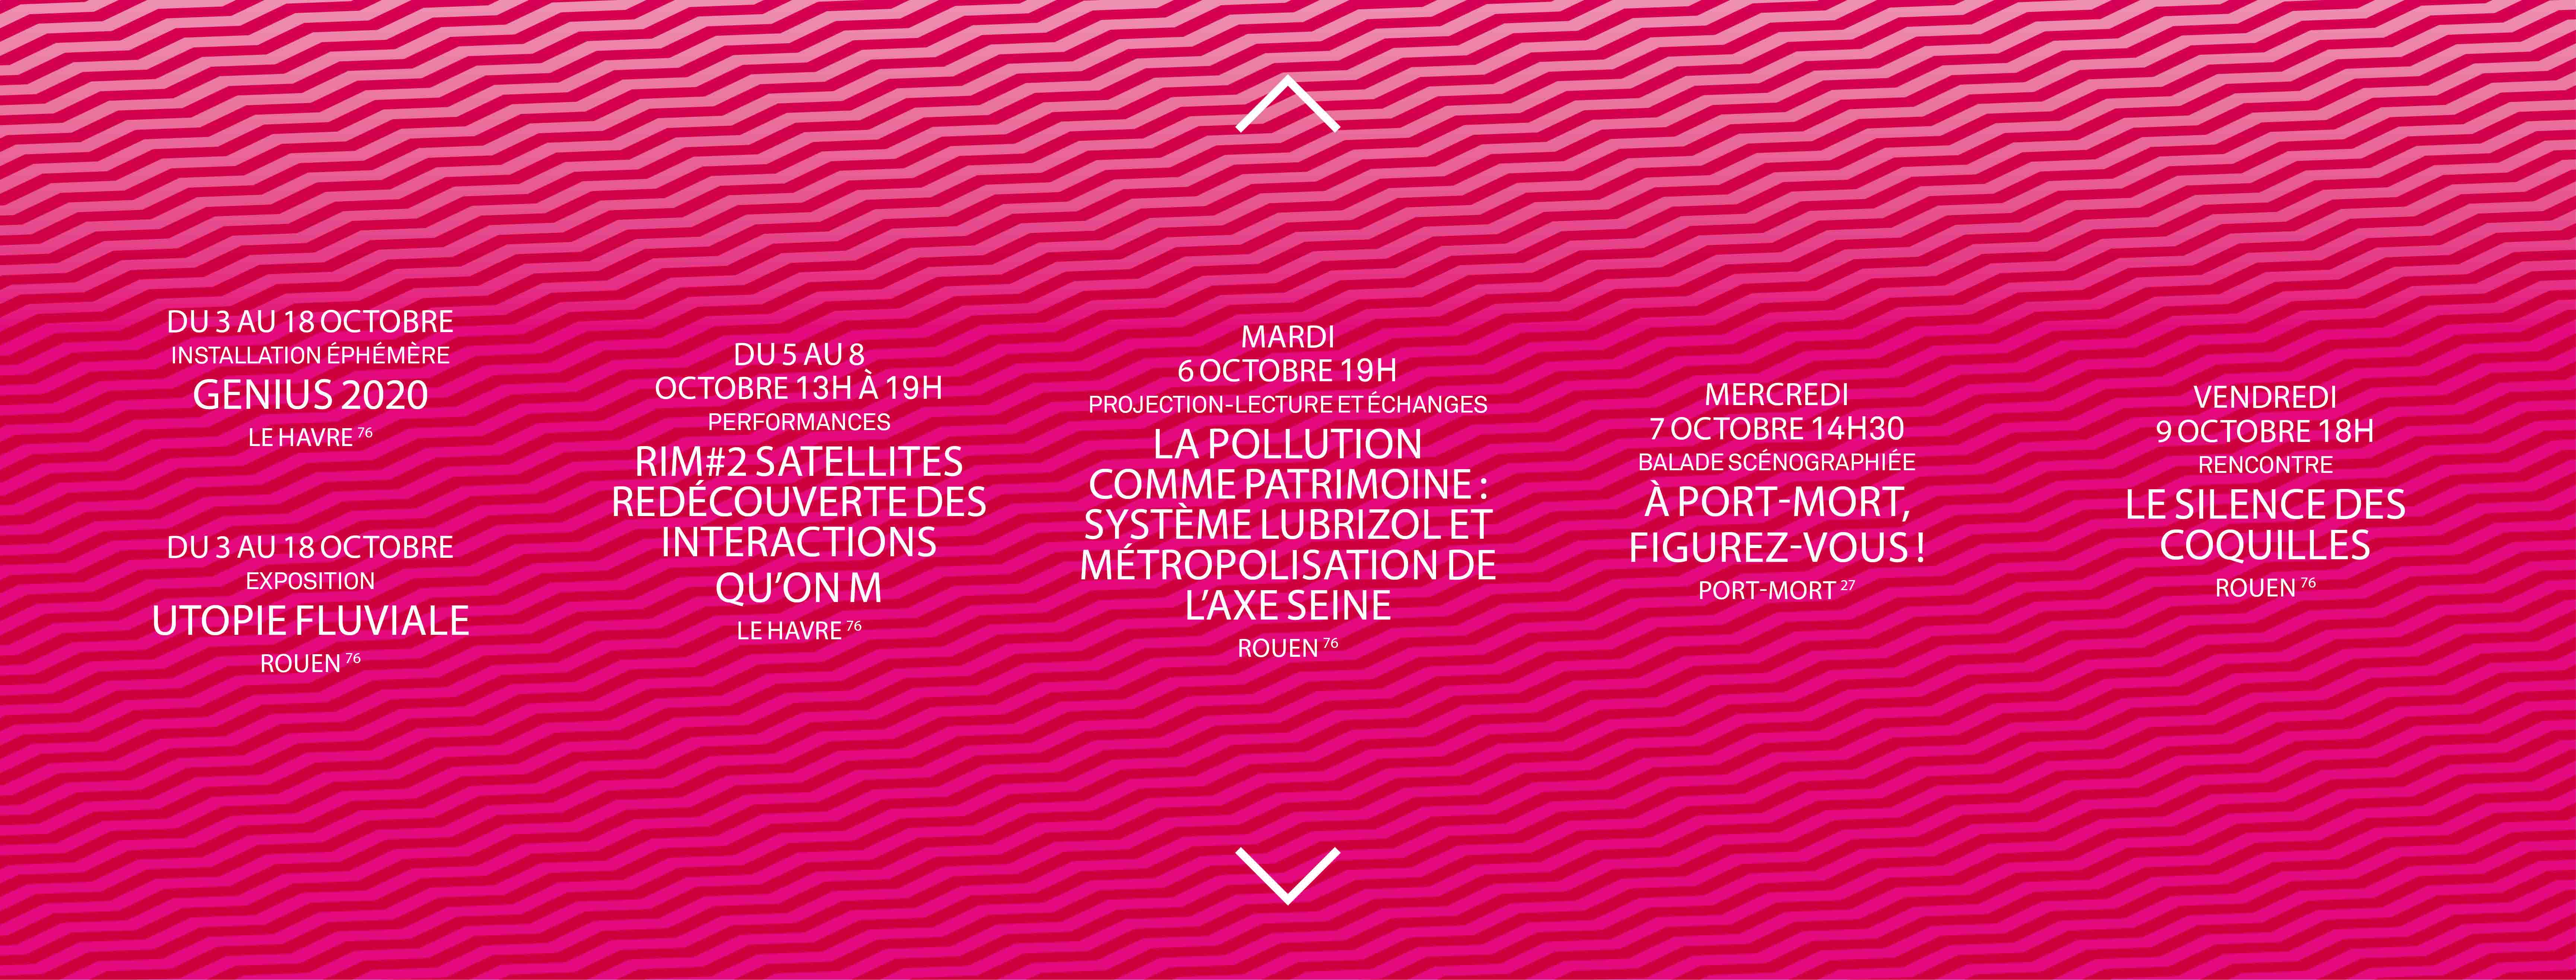 DU 3 AU 18 OCTOBRE
INSTALLATION ÉPHÉMÈRE
GENIUS 2020
LE HAVRE 76
DU 3 AU 18 OCTOBRE
EXPOSITION
UTOPIE FLUVIALE
ROUEN 76
DU 5 AU 8
OCTOBRE 13H À 19H
PERFORMANCES
RIM#2 SATELLITES
REDÉCOUVERTE DES
INTERACTIONS
QU’ON M
LE HAVRE 76
MARDI
6 OCTOBRE 19H
PROJECTION-LECTURE ET ÉCHANGES
LA POLLUTION
COMME PATRIMOINE :
SYSTÈME LUBRIZOL ET
MÉTROPOLISATION DE
L’AXE SEINE
ROUEN 76
MERCREDI
7 OCTOBRE 14H30
BALADE SCÉNOGRAPHIÉE
À PORT-MORT,
FIGUREZ-VOUS !
PORT-MORT 27
VENDREDI
9 OCTOBRE 18H
RENCONTRE
LE SILENCE DES
COQUILLES
ROUEN 76